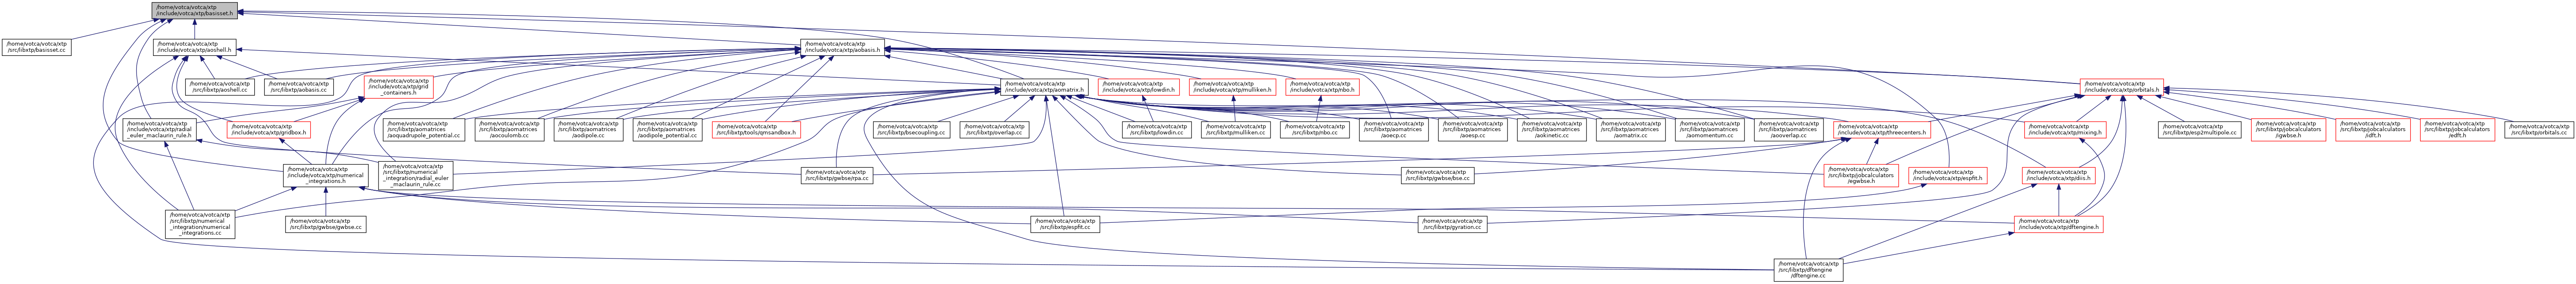 /home/votca/votca/xtp
/include/votca/xtp/basisset.h
/home/votca/votca/xtp
/src/libxtp/basisset.cc
/home/votca/votca/xtp
/include/votca/xtp/aoshell.h
/home/votca/votca/xtp
/include/votca/xtp/aobasis.h
/home/votca/votca/xtp
/src/libxtp/aoshell.cc
/home/votca/votca/xtp
/src/libxtp/aobasis.cc
/home/votca/votca/xtp
/include/votca/xtp/grid
_containers.h
/home/votca/votca/xtp
/include/votca/xtp/aomatrix.h
/home/votca/votca/xtp
/include/votca/xtp/lowdin.h
/home/votca/votca/xtp
/include/votca/xtp/mulliken.h
/home/votca/votca/xtp
/include/votca/xtp/nbo.h
/home/votca/votca/xtp
/include/votca/xtp/orbitals.h
/home/votca/votca/xtp
/include/votca/xtp/radial
_euler_maclaurin_rule.h
/home/votca/votca/xtp
/include/votca/xtp/gridbox.h
/home/votca/votca/xtp
/src/libxtp/aomatrices
/aoquadrupole_potential.cc
/home/votca/votca/xtp
/src/libxtp/aomatrices
/aocoulomb.cc
/home/votca/votca/xtp
/src/libxtp/aomatrices
/aodipole.cc
/home/votca/votca/xtp
/src/libxtp/aomatrices
/aodipole_potential.cc
/home/votca/votca/xtp
/src/libxtp/tools/qmsandbox.h
/home/votca/votca/xtp
/src/libxtp/bsecoupling.cc
/home/votca/votca/xtp
/src/libxtp/overlap.cc
/home/votca/votca/xtp
/src/libxtp/lowdin.cc
/home/votca/votca/xtp
/src/libxtp/mulliken.cc
/home/votca/votca/xtp
/src/libxtp/nbo.cc
/home/votca/votca/xtp
/src/libxtp/aomatrices
/aoecp.cc
/home/votca/votca/xtp
/src/libxtp/aomatrices
/aoesp.cc
/home/votca/votca/xtp
/src/libxtp/aomatrices
/aokinetic.cc
/home/votca/votca/xtp
/src/libxtp/aomatrices
/aomatrix.cc
/home/votca/votca/xtp
/src/libxtp/aomatrices
/aomomentum.cc
/home/votca/votca/xtp
/src/libxtp/aomatrices
/aooverlap.cc
/home/votca/votca/xtp
/include/votca/xtp/threecenters.h
/home/votca/votca/xtp
/include/votca/xtp/mixing.h
/home/votca/votca/xtp
/src/libxtp/esp2multipole.cc
/home/votca/votca/xtp
/src/libxtp/jobcalculators
/gwbse.h
/home/votca/votca/xtp
/src/libxtp/jobcalculators
/idft.h
/home/votca/votca/xtp
/src/libxtp/jobcalculators
/edft.h
/home/votca/votca/xtp
/src/libxtp/orbitals.cc
/home/votca/votca/xtp
/include/votca/xtp/numerical
_integrations.h
/home/votca/votca/xtp
/src/libxtp/numerical
_integration/radial_euler
_maclaurin_rule.cc
/home/votca/votca/xtp
/src/libxtp/gwbse/rpa.cc
/home/votca/votca/xtp
/src/libxtp/gwbse/bse.cc
/home/votca/votca/xtp
/src/libxtp/jobcalculators
/egwbse.h
/home/votca/votca/xtp
/include/votca/xtp/espfit.h
/home/votca/votca/xtp
/include/votca/xtp/diis.h
/home/votca/votca/xtp
/src/libxtp/numerical
_integration/numerical
_integrations.cc
/home/votca/votca/xtp
/src/libxtp/gwbse/gwbse.cc
/home/votca/votca/xtp
/src/libxtp/espfit.cc
/home/votca/votca/xtp
/src/libxtp/gyration.cc
/home/votca/votca/xtp
/include/votca/xtp/dftengine.h
/home/votca/votca/xtp
/src/libxtp/dftengine
/dftengine.cc